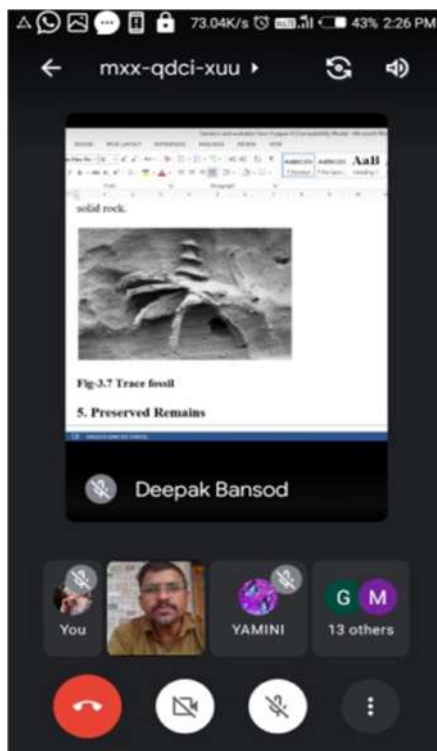 73.04K/s 43% 2:26 PM
mxx-qdci-xuu
AaB
solid rock.
Fig-3.7 Trace fossil
5. Preserved Remains
Deepak Bansod
You
YAMINI
G M
13 others